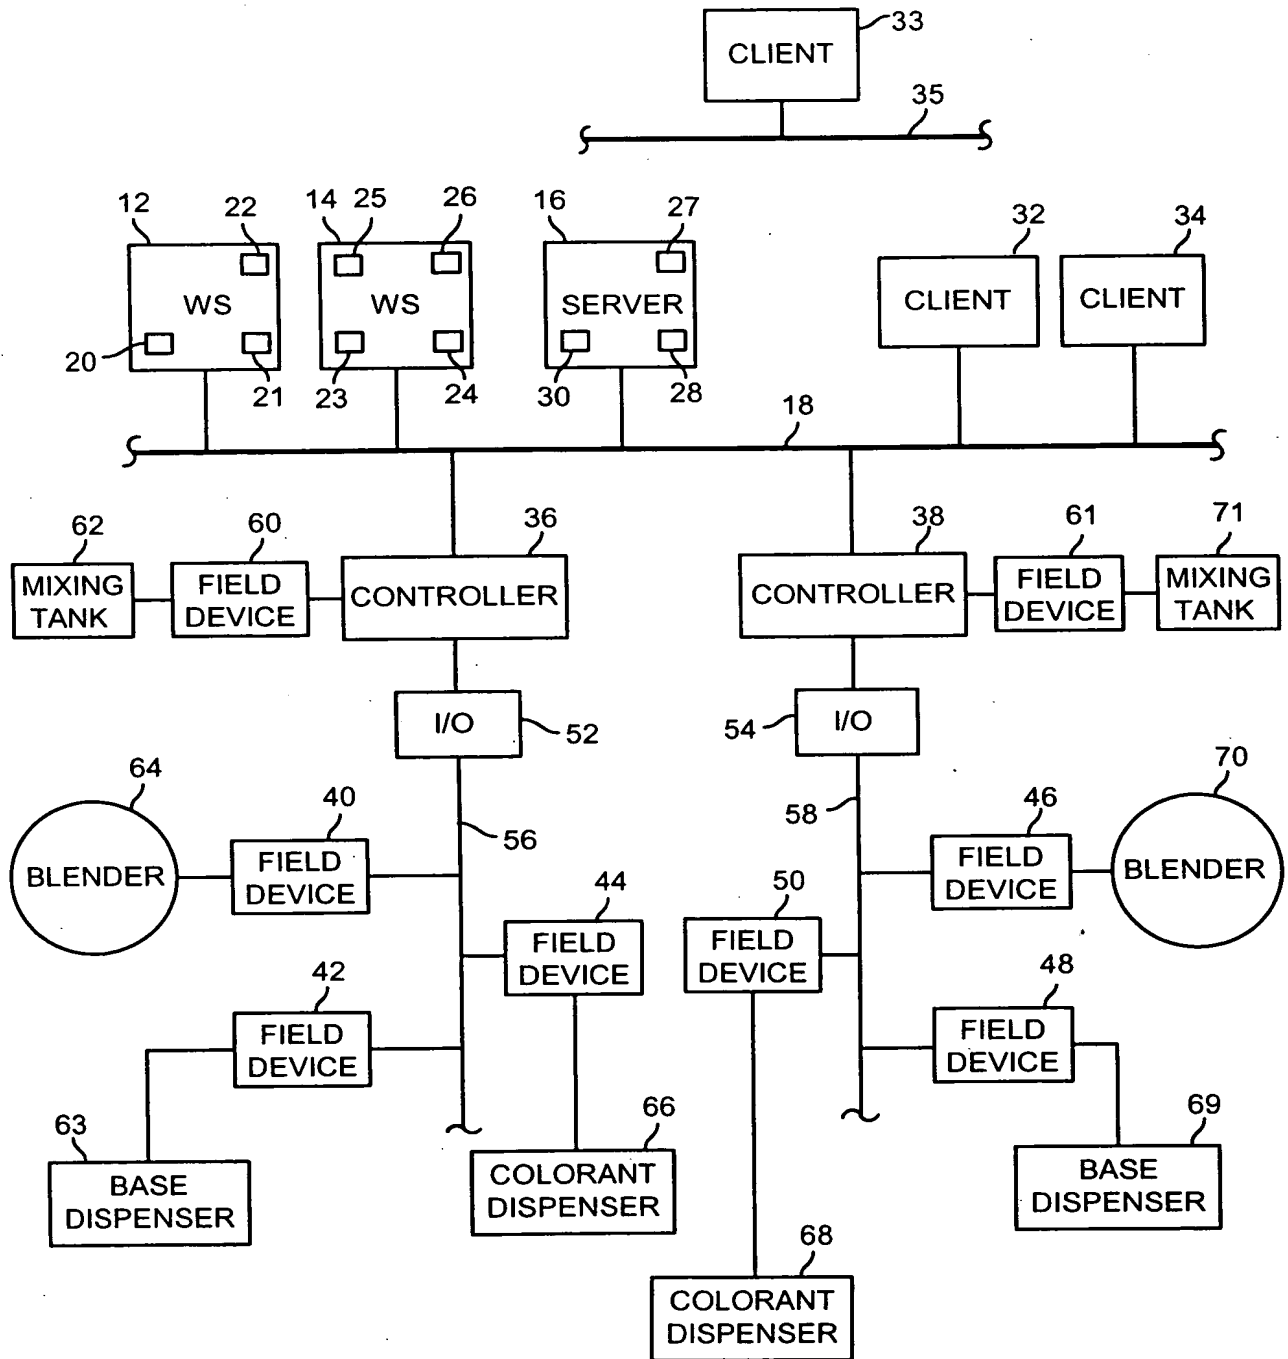 33
CLIENT
35
12
22
14
25
26
16
27
32
34
WS
WS
SERVER
CLIENT
CLIENT
20
21
23
24
30
28
18
62
60
36
38
61
71
MIXING
TANK
FIELD
DEVICE
CONTROLLER
CONTROLLER
FIELD
DEVICE
MIXING
TANK
I/O
52
54
I/O
64
40
56
58
46
70
BLENDER
FIELD
DEVICE
FIELD
DEVICE
BLENDER
44
50
FIELD
DEVICE
FIELD
DEVICE
42
48
FIELD
DEVICE
FIELD
DEVICE
63
66
69
BASE
DISPENSER
COLORANT
DISPENSER
BASE
DISPENSER
68
COLORANT
DISPENSER